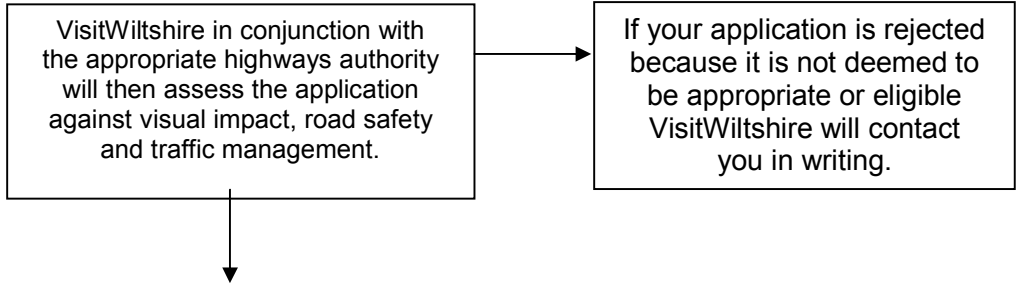 VisitWiltshire in conjunction with
the appropriate highways authority
will then assess the application
against visual impact, road safety
and traffic management.
If your application is rejected
because it is not deemed to
be appropriate or eligible
VisitWiltshire will contact
you in writing.